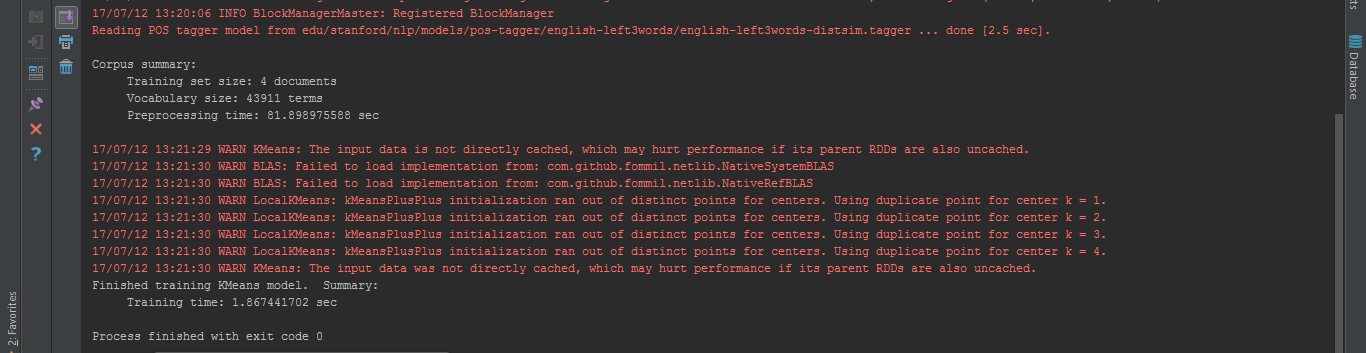 17/07/12 13:20:06 INFO BlockManagerMaster: Registered BlockManager
Reading POS tagger model from edu/stanford/nlp/models/pos-tagger/english-left3words/english-left3words-distsim.tagger ... done [2.5 sec].
Corpus summary:
Training set size: 4 documents
Vocabulary size: 43911 terms
Preprocessing time: 81.898975588 sec
17/07/12 13:21:29 WARN KMeans: The input data is not directly cached, which may hurt performance if its parent RDDs are also uncached.
17/07/12 13:21:30 WARN BLAS: Failed to load implementation from: com.github.fommil.netlib.NativeSystemBLAS
17/07/12 13:21:30 WARN BLAS: Failed to load implementation from: com.github.fommil.netlib.NativeRefBLAS
17/07/12 13:21:30 WARN LocalKMeans: kMeansPlusPlus initialization ran out of distinct points for centers. Using duplicate point for center k = 1.
17/07/12 13:21:30 WARN LocalKMeans: kMeansPlusPlus initialization ran out of distinct points for centers. Using duplicate point for center k = 2.
17/07/12 13:21:30 WARN LocalKMeans: kMeansPlusPlus initialization ran out of distinct points for centers. Using duplicate point for center k = 3.
17/07/12 13:21:30 WARN LocalKMeans: kMeansPlusPlus initialization ran out of distinct points for centers. Using duplicate point for center k = 4.
17/07/12 13:21:30 WARN KMeans: The input data was not directly cached, which may hurt performance if its parent RDDs are also uncached.
Finished training KMeans model.  Summary:
Training time: 1.867441702 sec
Process finished with exit code 0
2: Favorites
Database